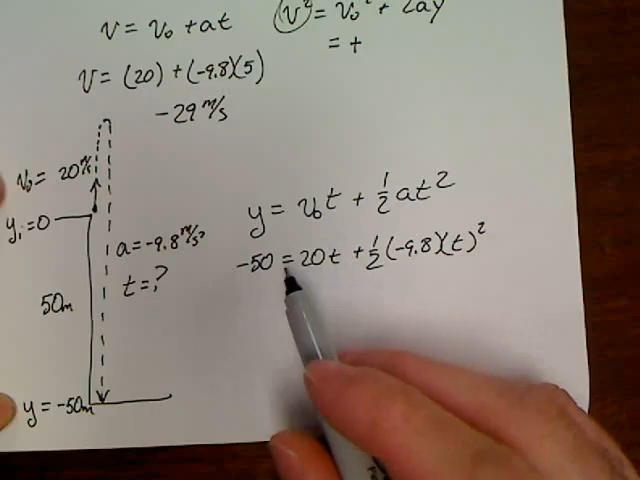 v = v₀ + at
v² = v₀² + 2ay
= +
v = (20) + (-9.8)(5)
-29 m/s
v₀ = 20 m/s
yᵢ = 0
a = -9.8 m/s²
t = ?
50m
y = -50m
y = v₀t + ½at²
-50 = 20t + ½(-9.8)(t)²